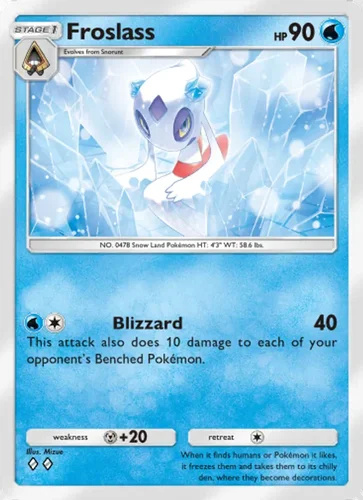 STAGE 1
Froslass
HP 90
Evolves from Snorunt
NO. 0478 Snow Land Pokémon HT: 4'3" WT: 58.6 lbs.
Blizzard 40
This attack also does 10 damage to each of your
opponent's Benched Pokémon.
weakness +20 retreat
Illus. Mizue
When it finds humans or Pokémon it likes,
it freezes them and takes them to its chilly
den, where they become decorations.